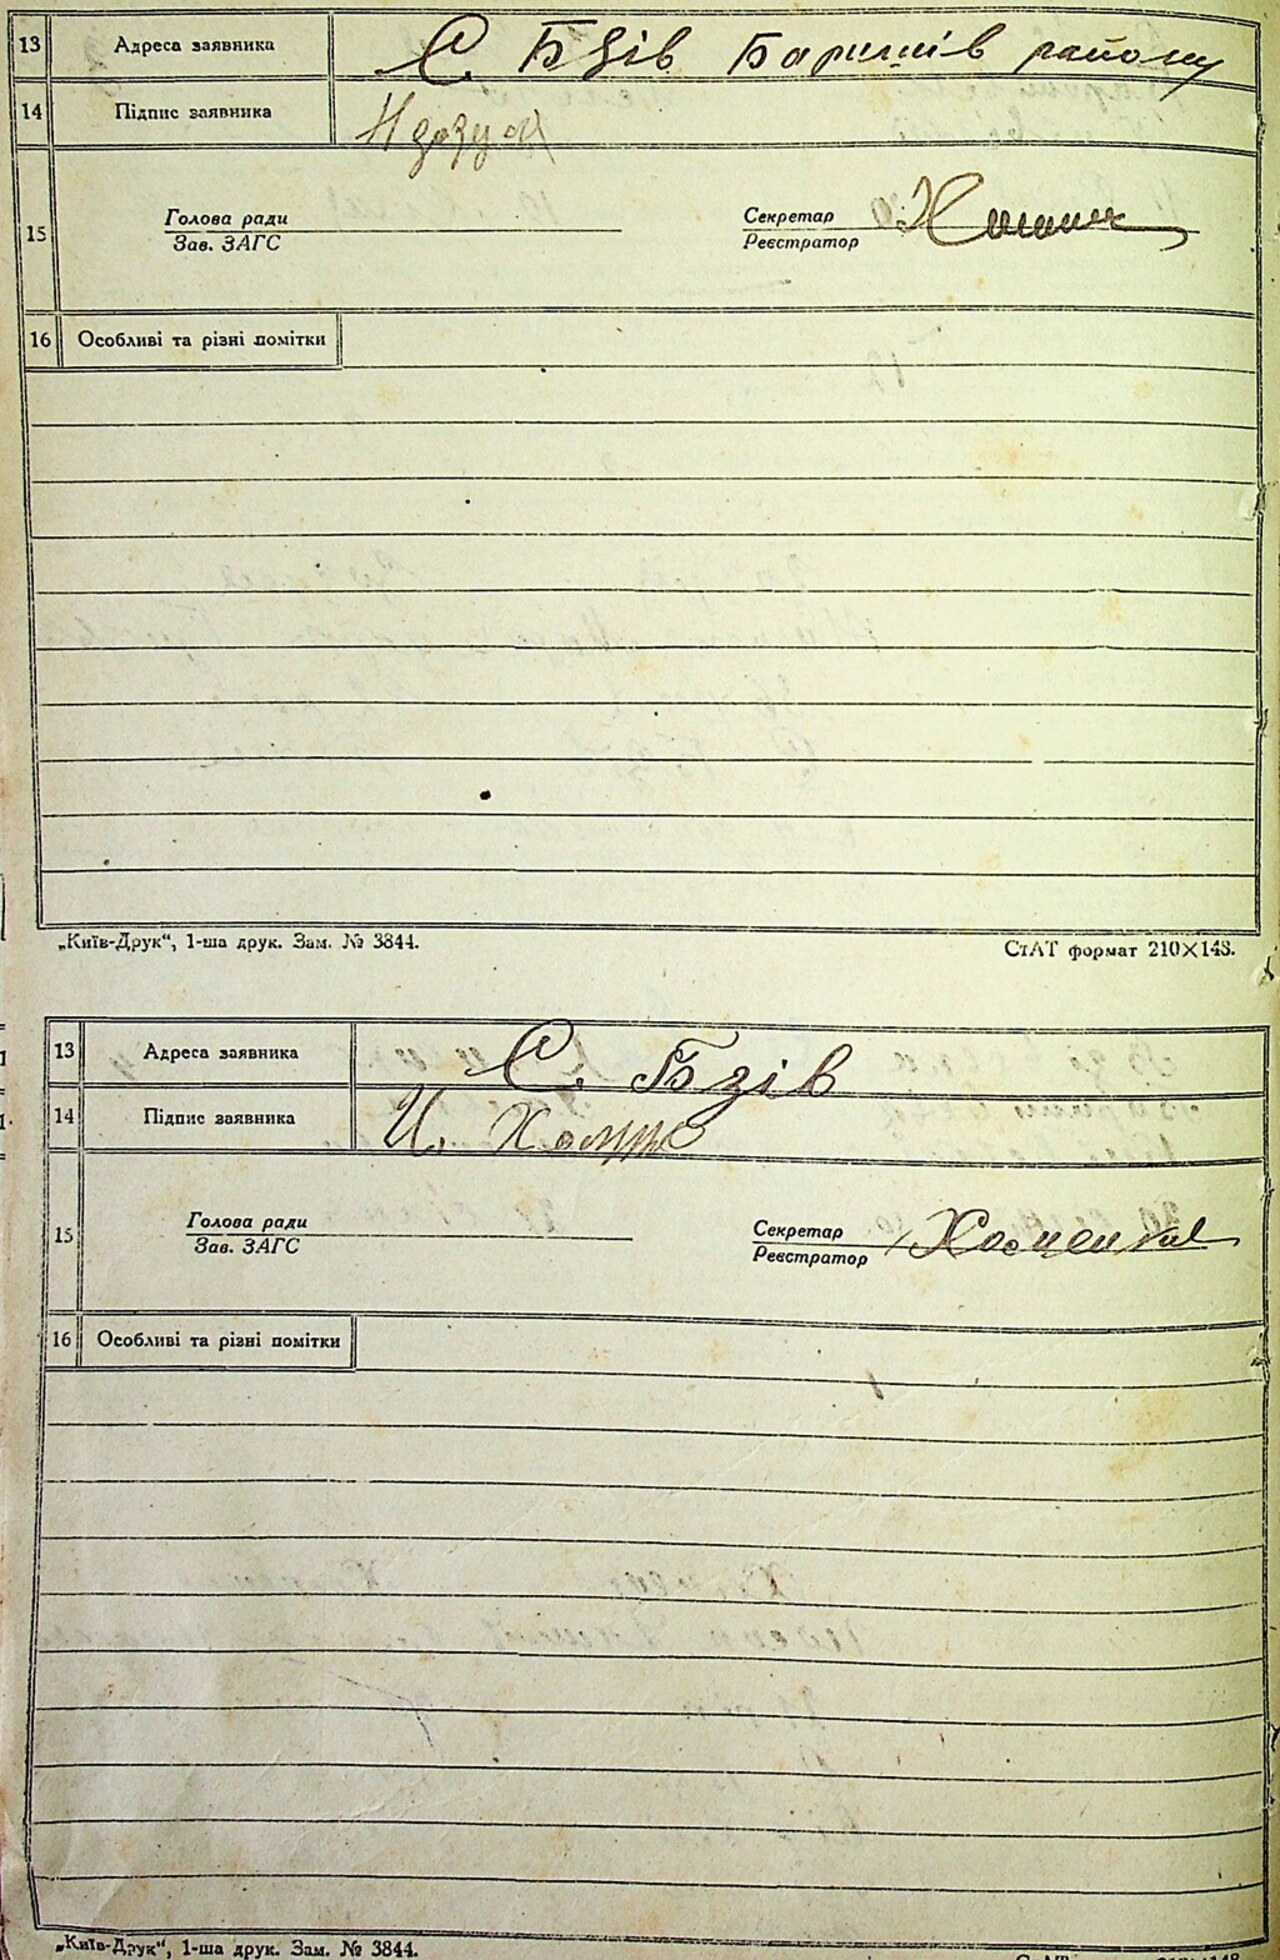 13 Адреса заявника С. Бзів Баришів району
14 Підпис заявника
Голова ради Секретар
15
Зав. ЗАГС Реєстратор
16 Особливі та різні помітки
„Київ-Друк“, 1-ша друк. Зам. № 3844. СтАТ формат 210×148.
13 Адреса заявника С. Бзів
14 Підпис заявника И.
Голова ради Секретар
15
Зав. ЗАГС Реєстратор
16 Особливі та різні помітки
„Київ-Друк“, 1-ша друк. Зам. № 3844.